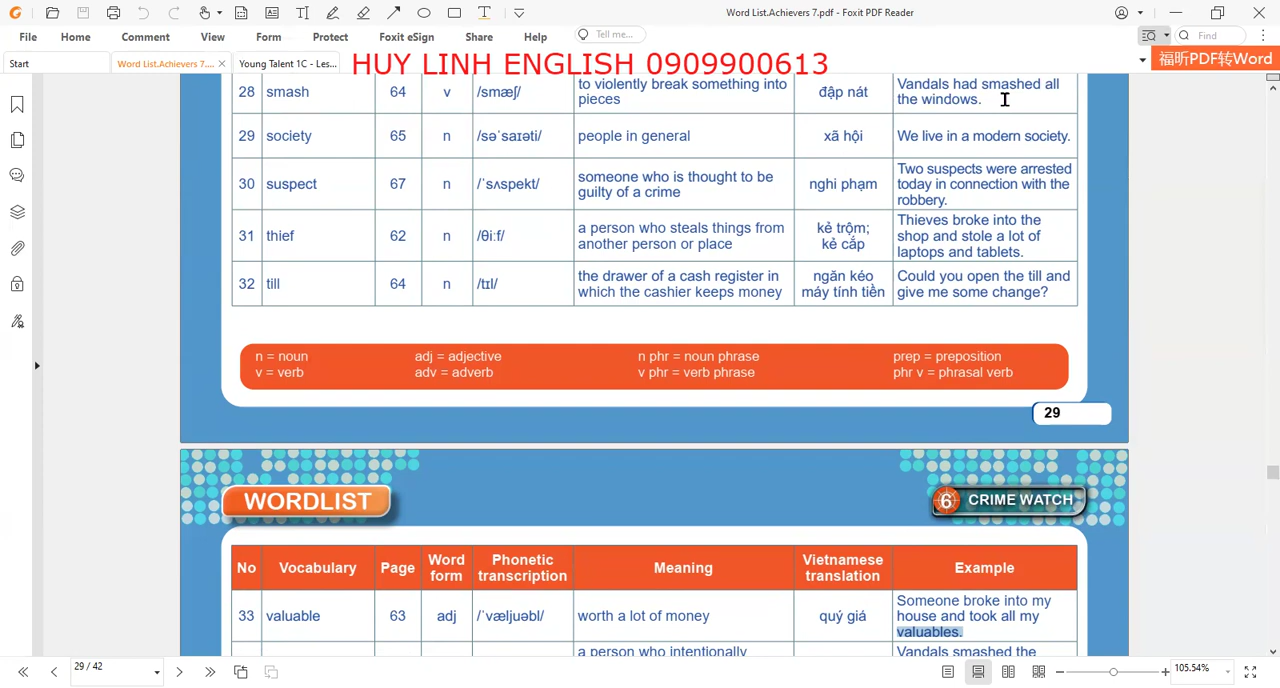 Word List.Achievers 7.pdf - Foxit PDF Reader
File Home Comment View Form Protect Foxit eSign Share Help Tell me... Find
Start Word List.Achievers 7.... Young Talent 1C - Les...
HUY LINH ENGLISH 0909900613
福昕PDF转Word
28 smash 64 v /smæʃ/ to violently break something into pieces đập nát Vandals had smashed all the windows.
29 society 65 n /səˈsaɪəti/ people in general xã hội We live in a modern society.
30 suspect 67 n /ˈsʌspekt/ someone who is thought to be guilty of a crime nghi phạm Two suspects were arrested today in connection with the robbery.
31 thief 62 n /θiːf/ a person who steals things from another person or place kẻ trộm; kẻ cắp Thieves broke into the shop and stole a lot of laptops and tablets.
32 till 64 n /tɪl/ the drawer of a cash register in which the cashier keeps money ngăn kéo máy tính tiền Could you open the till and give me some change?
n = noun adj = adjective n phr = noun phrase prep = preposition
v = verb adv = adverb v phr = verb phrase phr v = phrasal verb
29
WORDLIST
6 CRIME WATCH
No Vocabulary Page Word form Phonetic transcription Meaning Vietnamese translation Example
33 valuable 63 adj /ˈvæljuəbl/ worth a lot of money quý giá Someone broke into my house and took all my valuables.
a person who intentionally Vandals smashed the
29 / 42
105.54%